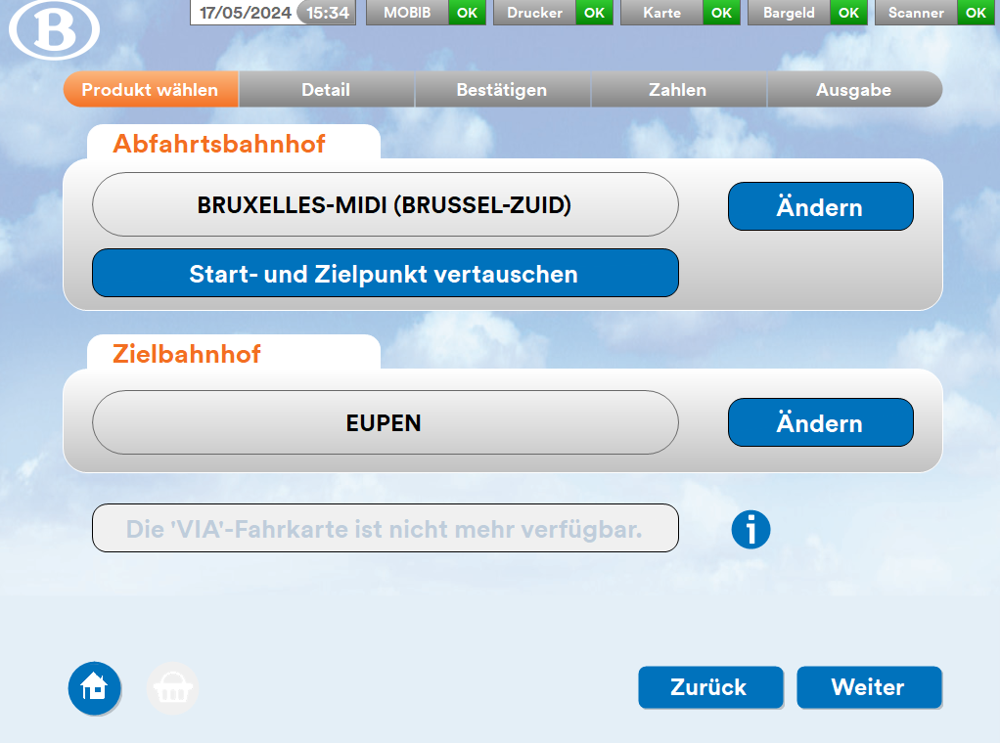 B
17/05/2024 15:34 MOBIB OK Drucker OK Karte OK Bargeld OK Scanner OK
Produkt wählen Detail Bestätigen Zahlen Ausgabe
Abfahrtsbahnhof
BRUXELLES-MIDI (BRUSSEL-ZUID) Ändern
Start- und Zielpunkt vertauschen
Zielbahnhof
EUPEN Ändern
Die 'VIA'-Fahrkarte ist nicht mehr verfügbar. i
Zurück Weiter